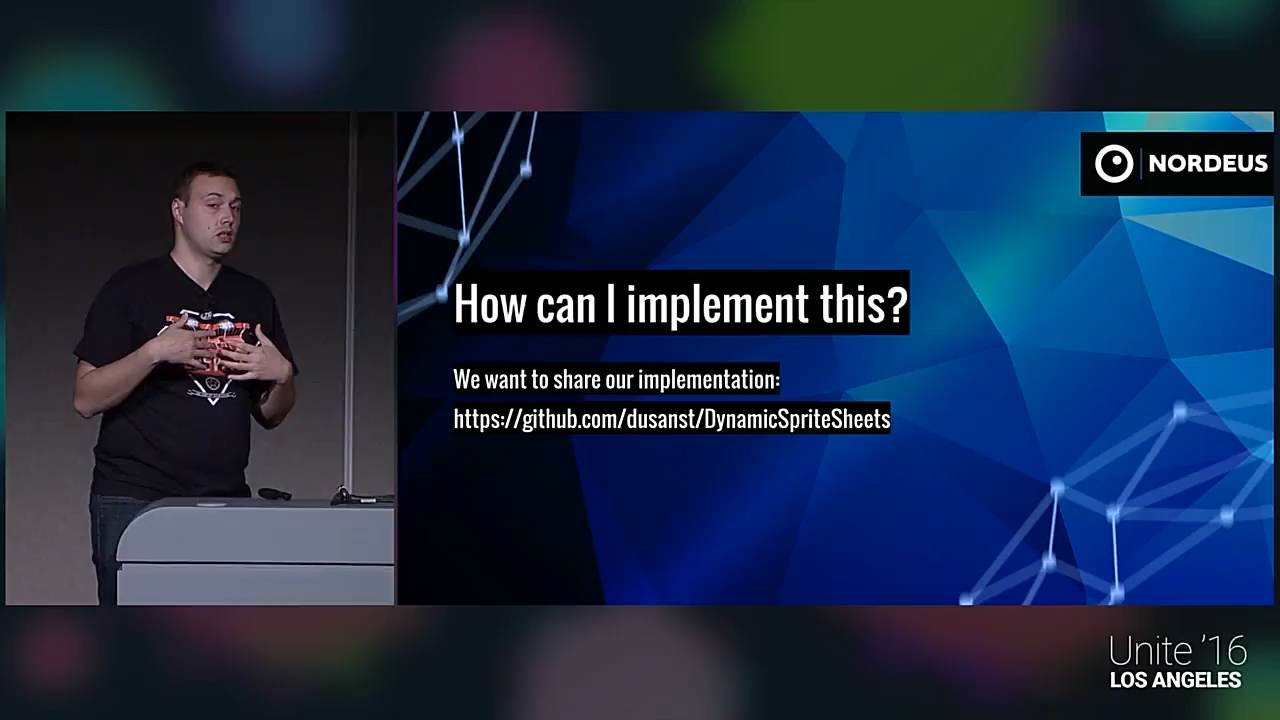 NORDEUS
How can I implement this?
We want to share our implementation:
https://github.com/dusanst/DynamicSpriteSheets
Unite '16
LOS ANGELES